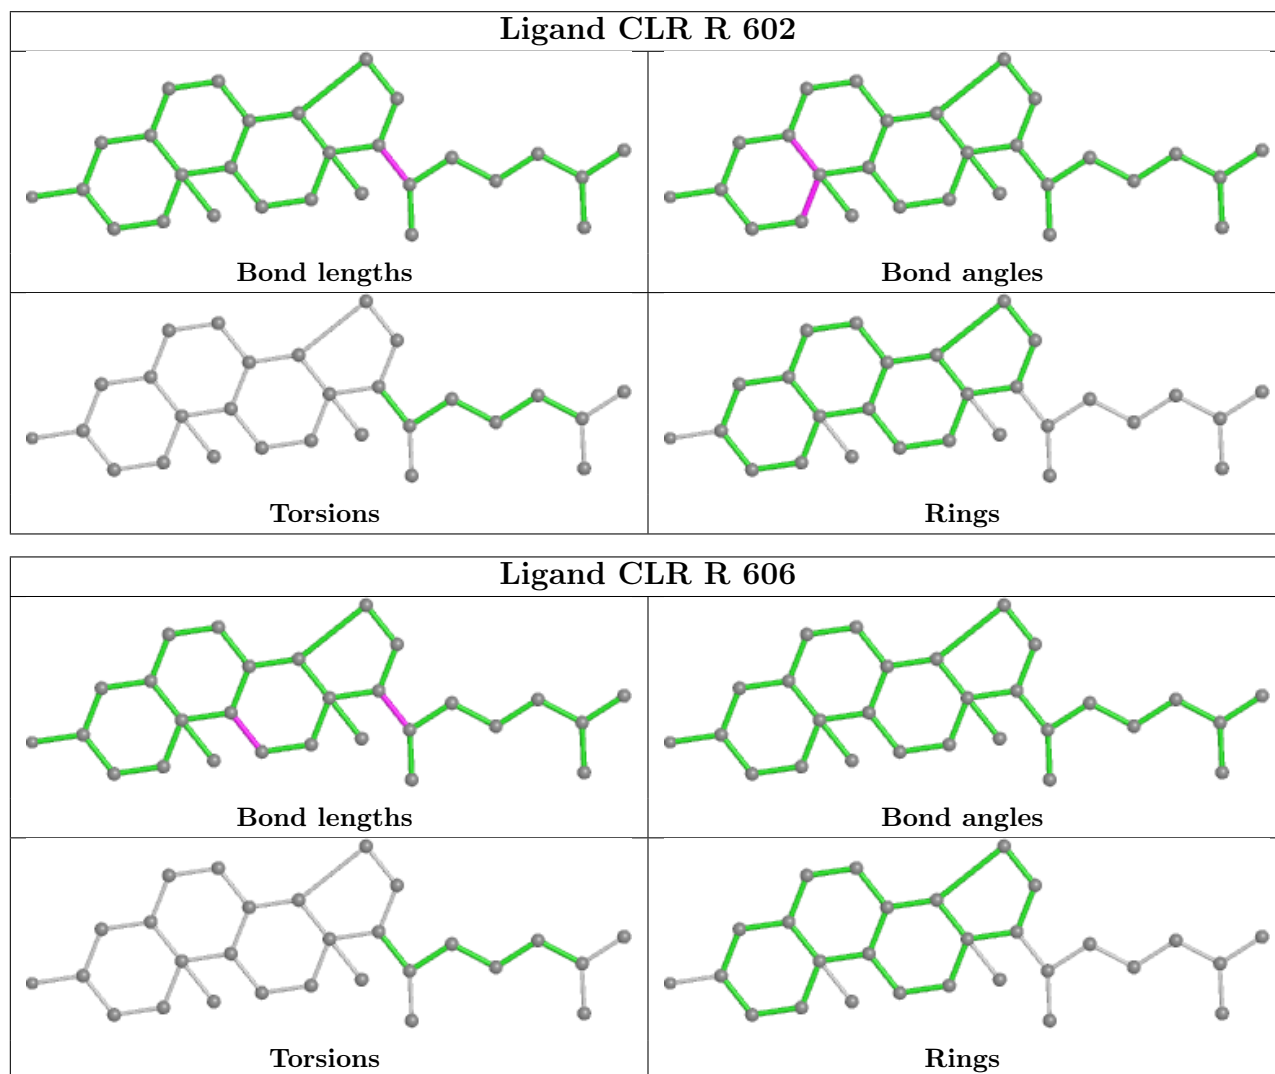 Ligand CLR R 602
Bond lengths
Bond angles
Torsions
Rings
Ligand CLR R 606
Bond lengths
Bond angles
Torsions
Rings